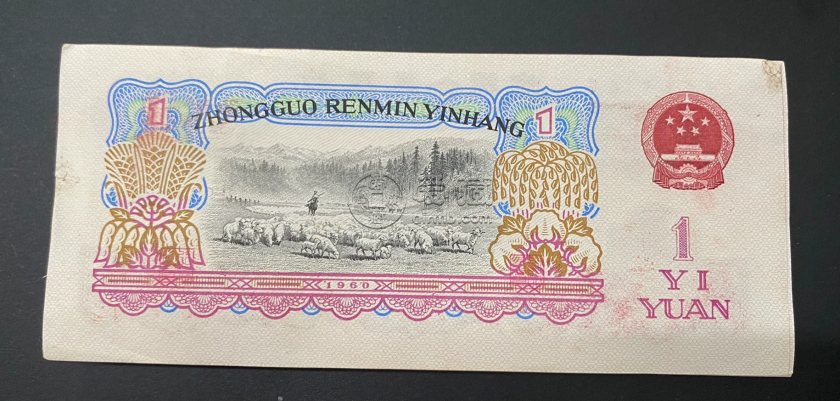 1
ZHONGGUO RENMIN YINHANG
1
1960
1
YI
YUAN